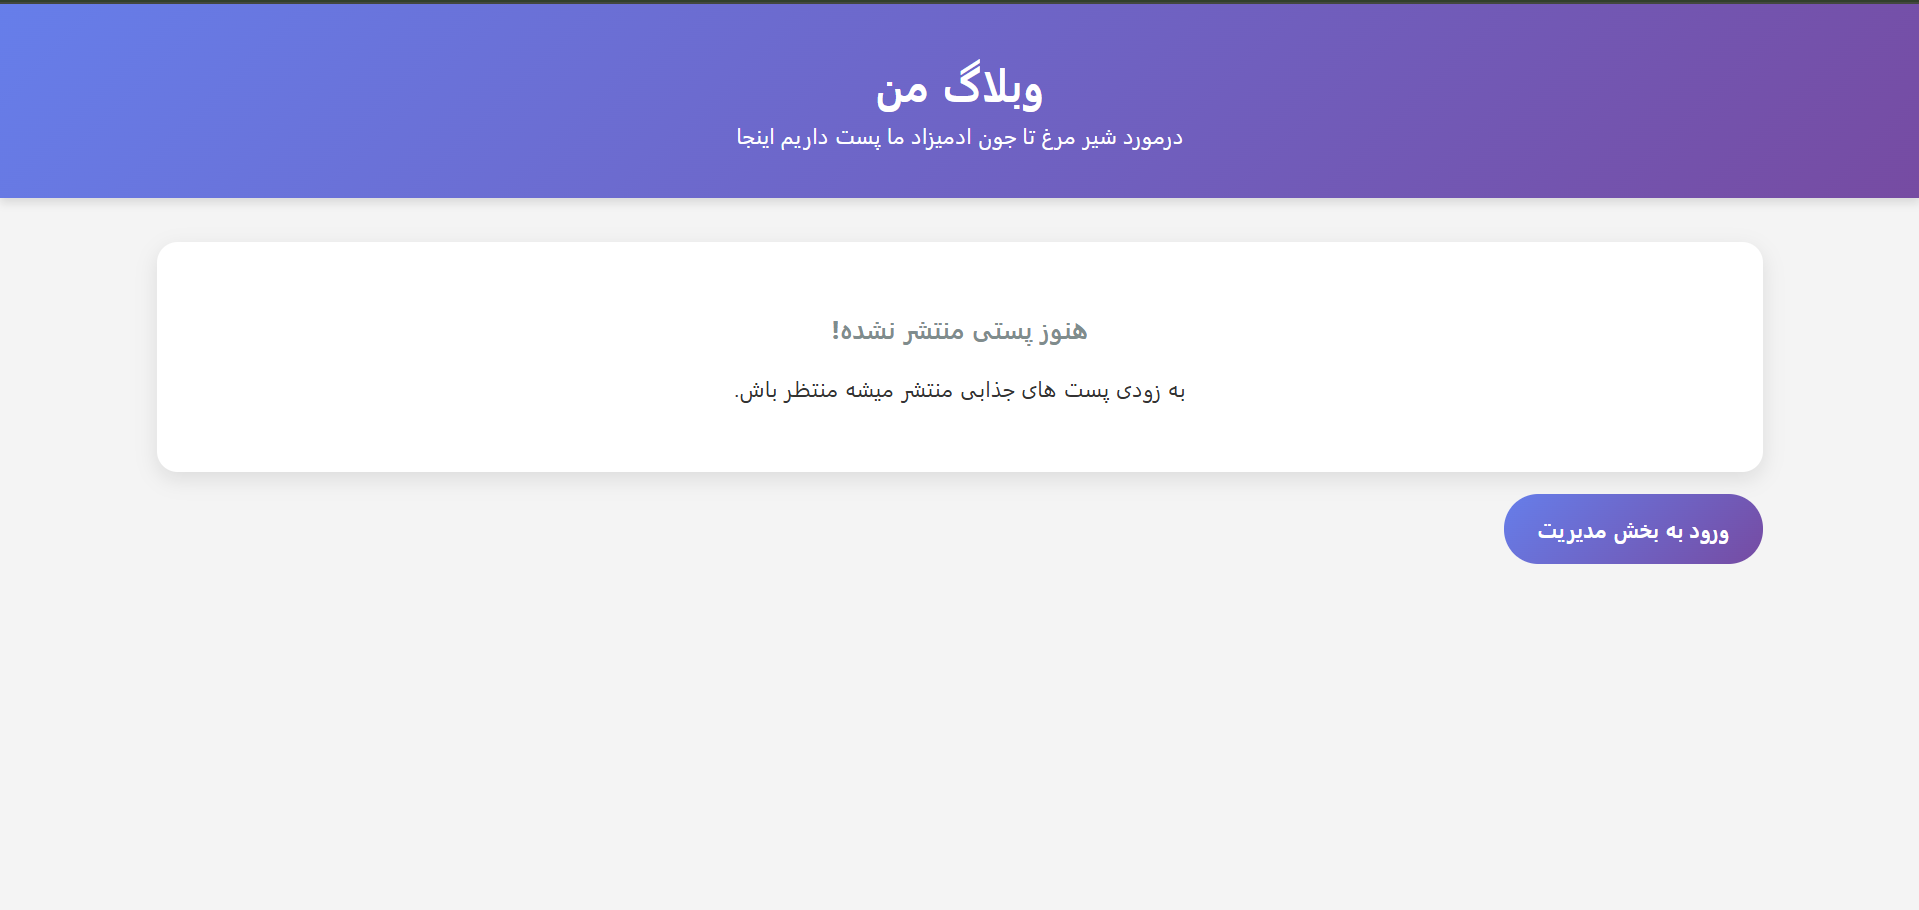 وبلاگ من
درمورد شیر مرغ تا جون ادمیزاد ما پست داریم اینجا
هنوز پستی منتشر نشده!
به زودی پست های جذابی منتشر میشه منتظر باش.
ورود به بخش مدیریت